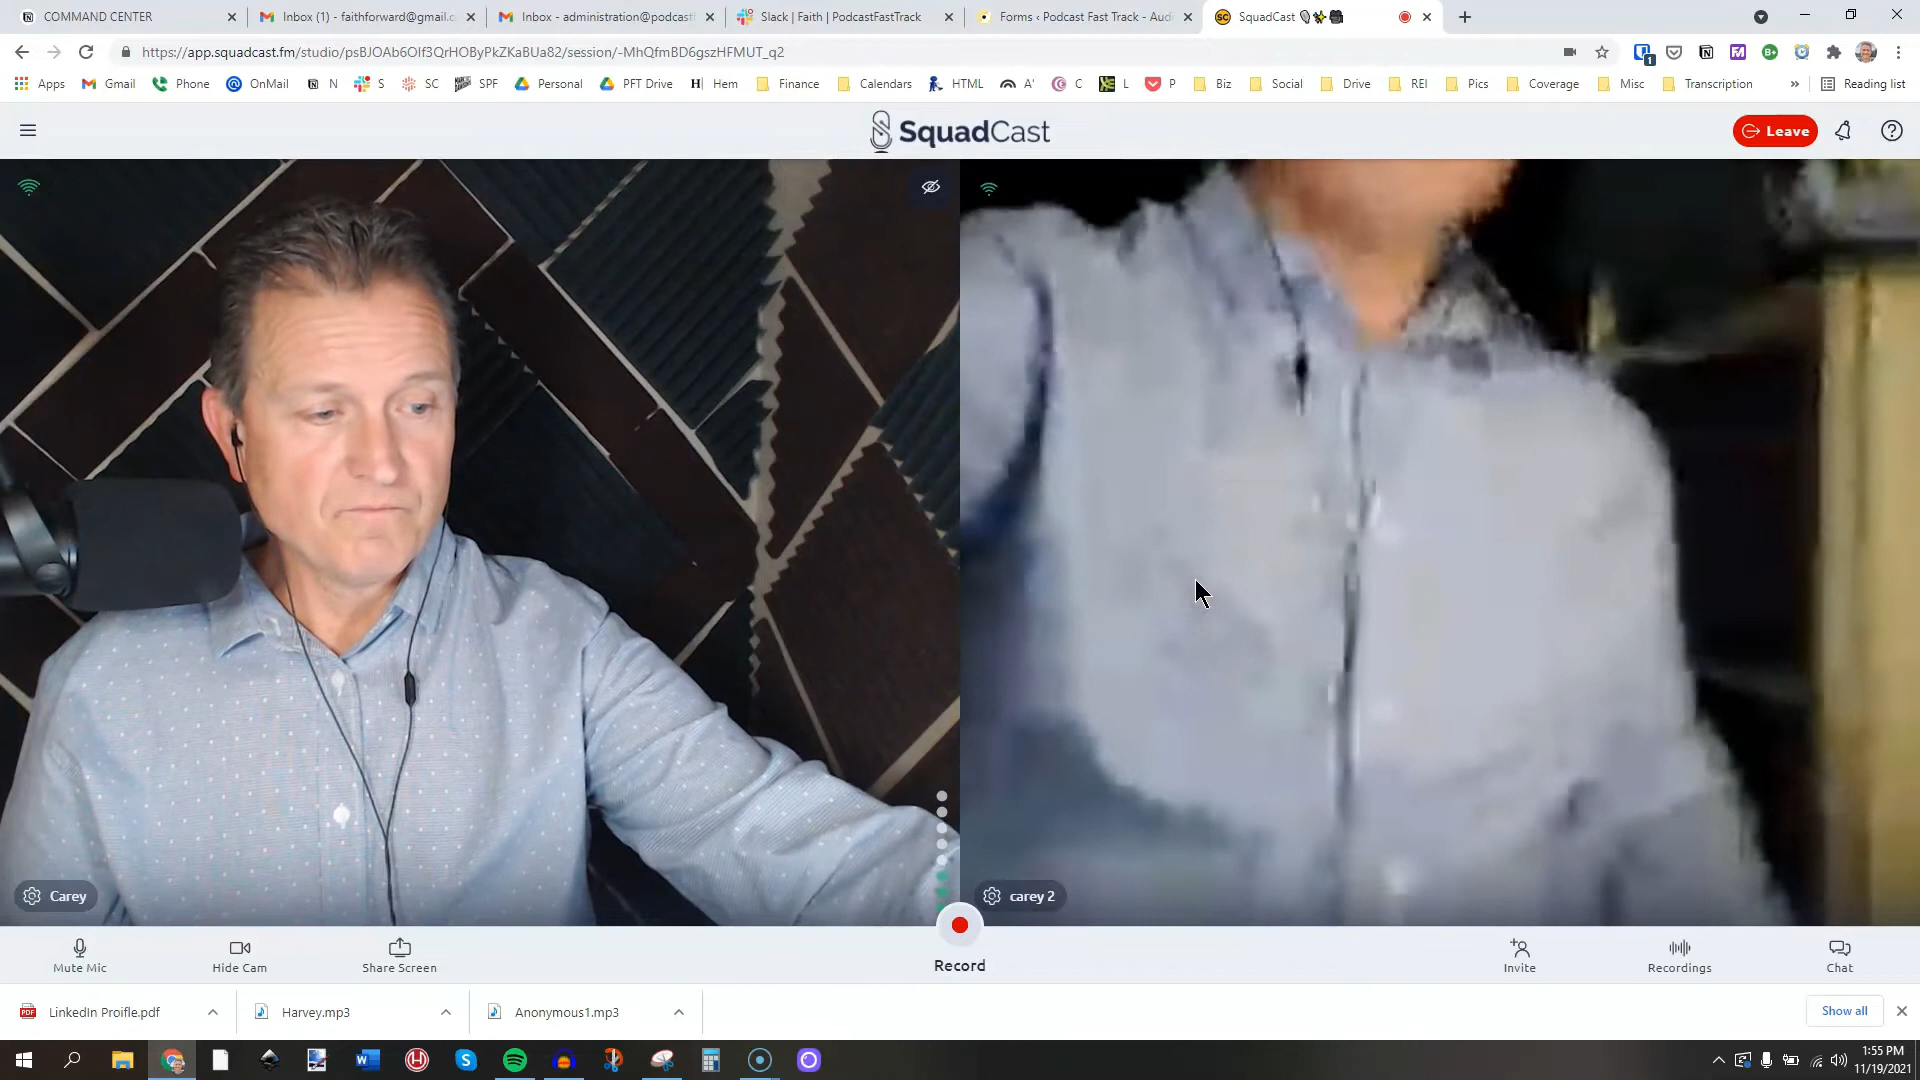 COMMAND CENTER
Inbox (1) - faithforward@gmail.c
Inbox - administration@podcast
Slack | Faith | PodcastFastTrack
Forms ‹ Podcast Fast Track - Aud
SquadCast
https://app.squadcast.fm/studio/psBJOAb6OIf3QrHOByPkZKaBUa82/session/-MhQfmBD6gszHFMUT_q2
Apps
Gmail
Phone
OnMail
N
S
SC
SPF
Personal
PFT Drive
Hem
Finance
Calendars
HTML
A'
C
L
P
Biz
Social
Drive
REI
Pics
Coverage
Misc
Transcription
»
Reading list
SquadCast
Leave
Carey
carey 2
Mute Mic
Hide Cam
Share Screen
Record
Invite
Recordings
Chat
LinkedIn Proifle.pdf
Harvey.mp3
Anonymous1.mp3
Show all
1:55 PM
11/19/2021